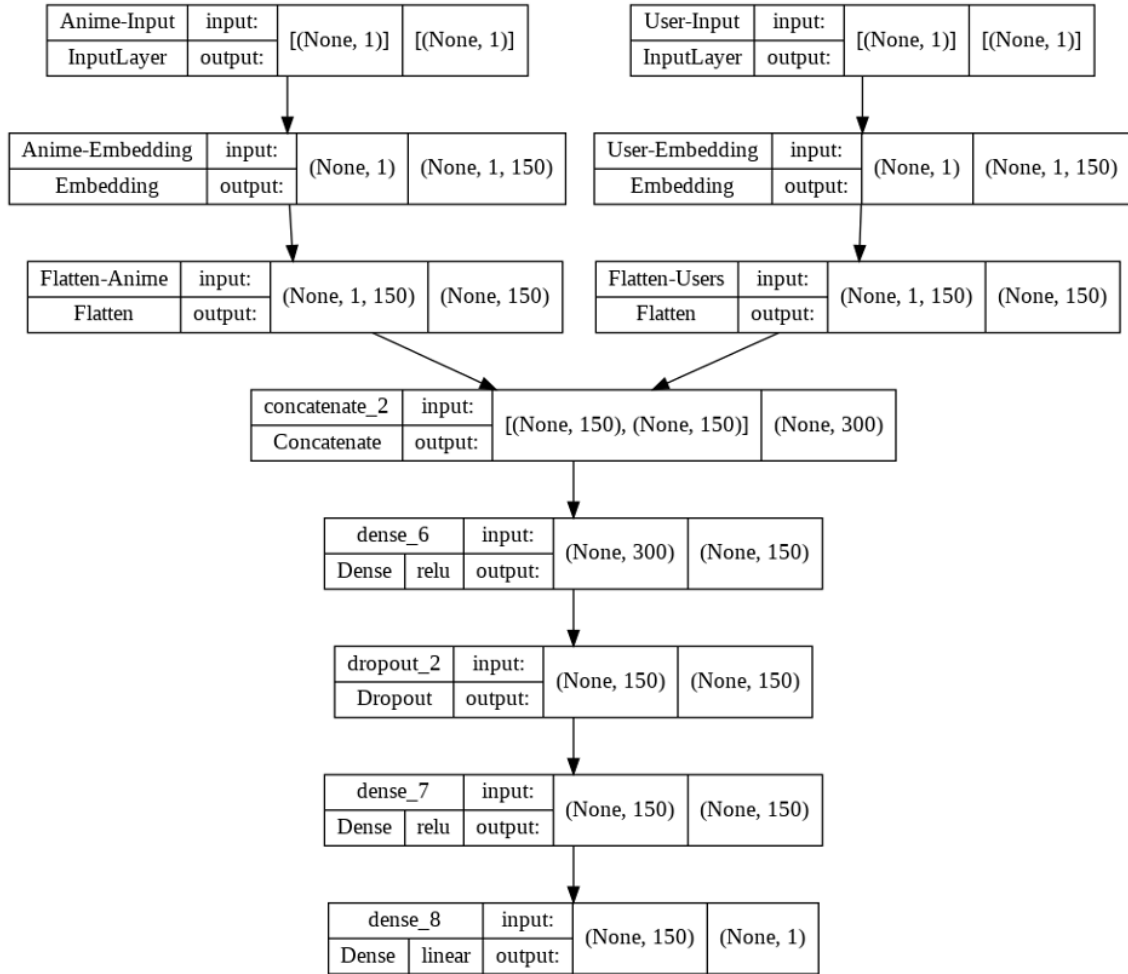 Anime-Input input: [(None, 1)] [(None, 1)]
InputLayer output:
User-Input input: [(None, 1)] [(None, 1)]
InputLayer output:
Anime-Embedding input: (None, 1) (None, 1, 150)
Embedding output:
User-Embedding input: (None, 1) (None, 1, 150)
Embedding output:
Flatten-Anime input: (None, 1, 150) (None, 150)
Flatten output:
Flatten-Users input: (None, 1, 150) (None, 150)
Flatten output:
concatenate_2 input: [(None, 150), (None, 150)] (None, 300)
Concatenate output:
dense_6 input: (None, 300) (None, 150)
Dense relu output:
dropout_2 input: (None, 150) (None, 150)
Dropout output:
dense_7 input: (None, 150) (None, 150)
Dense relu output:
dense_8 input: (None, 150) (None, 1)
Dense linear output: